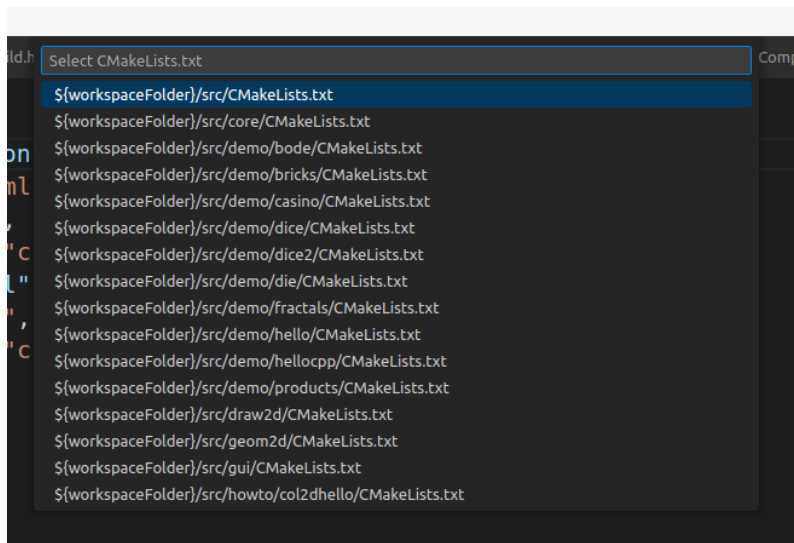 ild.h
Select CMakeLists.txt
Comp
${workspaceFolder}/src/CMakeLists.txt
${workspaceFolder}/src/core/CMakeLists.txt
on
${workspaceFolder}/src/demo/bode/CMakeLists.txt
${workspaceFolder}/src/demo/bricks/CMakeLists.txt
ml
${workspaceFolder}/src/demo/casino/CMakeLists.txt
,
${workspaceFolder}/src/demo/dice/CMakeLists.txt
"c
${workspaceFolder}/src/demo/dice2/CMakeLists.txt
l"
${workspaceFolder}/src/demo/die/CMakeLists.txt
${workspaceFolder}/src/demo/fractals/CMakeLists.txt
",
${workspaceFolder}/src/demo/hello/CMakeLists.txt
"c
${workspaceFolder}/src/demo/hellocpp/CMakeLists.txt
${workspaceFolder}/src/demo/products/CMakeLists.txt
${workspaceFolder}/src/draw2d/CMakeLists.txt
${workspaceFolder}/src/geom2d/CMakeLists.txt
${workspaceFolder}/src/gui/CMakeLists.txt
${workspaceFolder}/src/howto/col2dhello/CMakeLists.txt